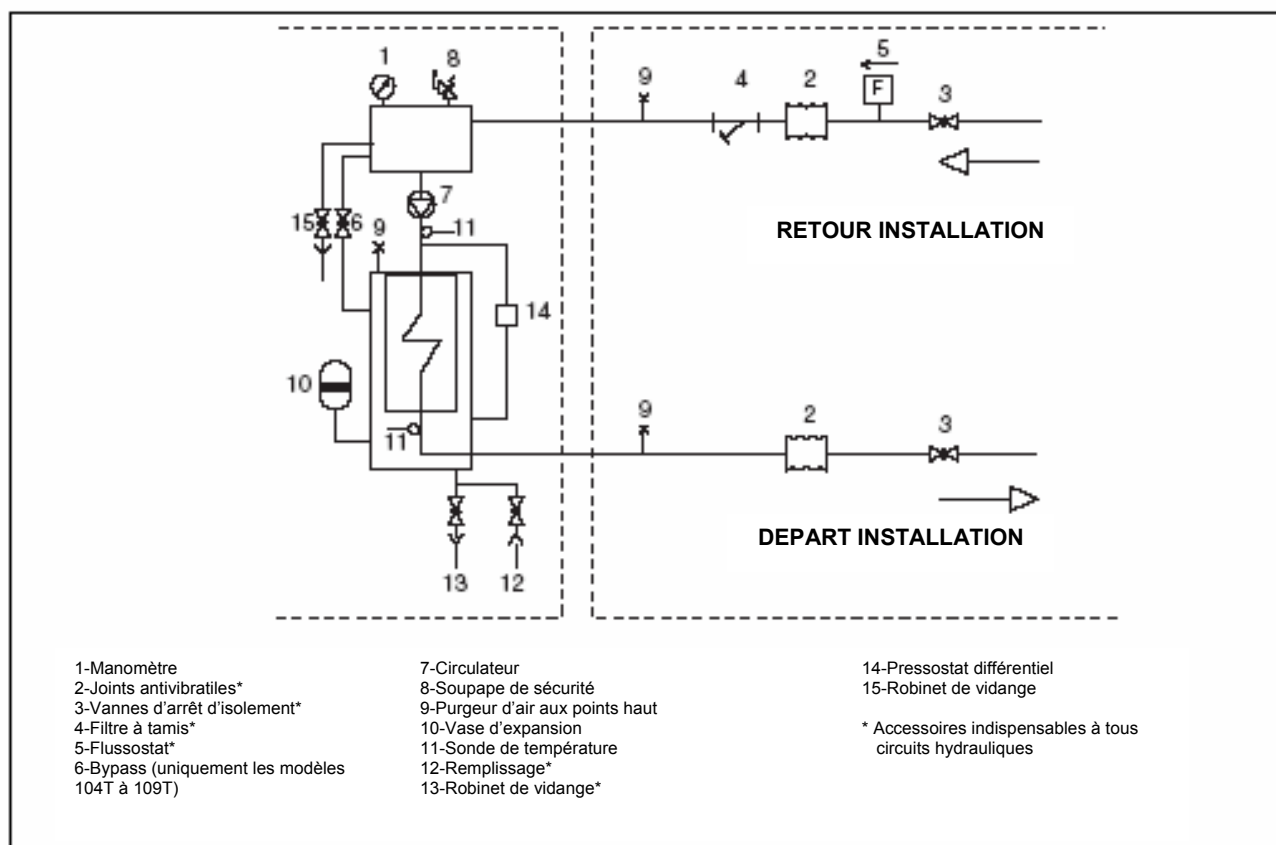 1
8
9
4
2
5
F
3
7
15
6
9
11
RETOUR INSTALLATION
14
10
11
9
2
3
DEPART INSTALLATION
13
12
1-Manomètre
2-Joints antivibratiles*
3-Vannes d'arrêt d'isolement*
4-Filtre à tamis*
5-Flussostat*
6-Bypass (uniquement les modèles
104T à 109T)
7-Circulateur
8-Soupape de sécurité
9-Purgeur d'air aux points haut
10-Vase d'expansion
11-Sonde de température
12-Remplissage*
13-Robinet de vidange*
14-Pressostat différentiel
15-Robinet de vidange
* Accessoires indispensables à tous
circuits hydrauliques